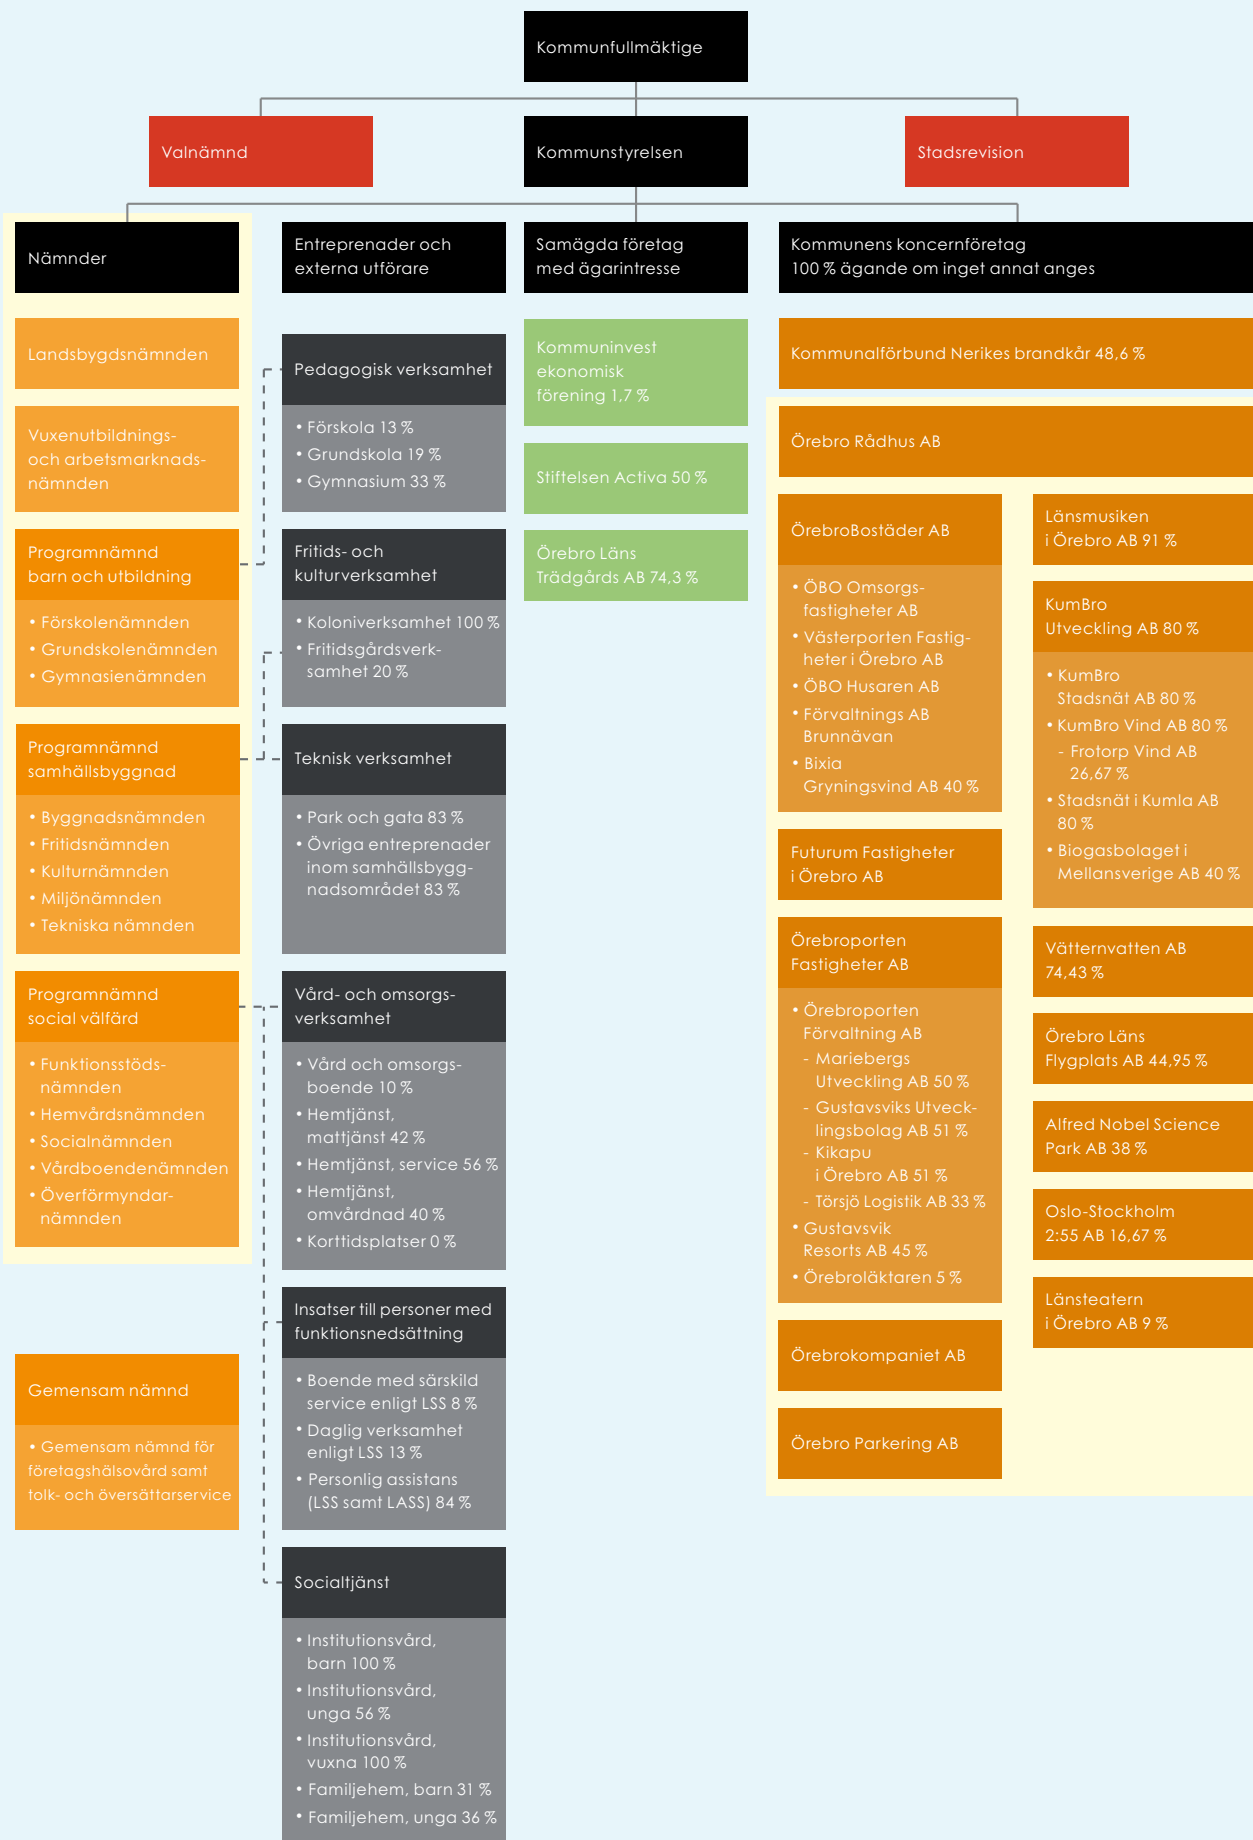 Kommunfullmäktige
Valnämnd
Kommunstyrelsen
Stadsrevision
Nämnder
Landsbygdsnämnden
Vuxenutbildnings-
och arbetsmarknads-
nämnden
Programnämnd
barn och utbildning
• Förskolenämnden
• Grundskolenämnden
• Gymnasienämnden
Programnämnd
samhällsbyggnad
• Byggnadsnämnden
• Fritidsnämnden
• Kulturnämnden
• Miljönämnden
• Tekniska nämnden
Programnämnd
social välfärd
• Funktionsstöds-
nämnden
• Hemvårdsnämnden
• Socialnämnden
• Vårdboendenämnden
• Överförmyndar-
nämnden
Gemensam nämnd
• Gemensam nämnd för
företagshälsovård samt
tolk- och översättarservice
Entreprenader och
externa utförare
Pedagogisk verksamhet
• Förskola 13 %
• Grundskola 19 %
• Gymnasium 33 %
Fritids- och
kulturverksamhet
• Koloniverksamhet 100 %
• Fritidsgårdsverk-
samhet 20 %
Teknisk verksamhet
• Park och gata 83 %
• Övriga entreprenader
inom samhällsbygg-
nadsområdet 83 %
Vård- och omsorgs-
verksamhet
• Vård och omsorgs-
boende 10 %
• Hemtjänst,
mattjänst 42 %
• Hemtjänst, service 56 %
• Hemtjänst,
omvårdnad 40 %
• Korttidsplatser 0 %
Insatser till personer med
funktionsnedsättning
• Boende med särskild
service enligt LSS 8 %
• Daglig verksamhet
enligt LSS 13 %
• Personlig assistans
(LSS samt LASS) 84 %
Socialtjänst
• Institutionsvård,
barn 100 %
• Institutionsvård,
unga 56 %
• Institutionsvård,
vuxna 100 %
• Familjehem, barn 31 %
• Familjehem, unga 36 %
Samägda företag
med ägarintresse
Kommuninvest
ekonomisk
förening 1,7 %
Stiftelsen Activa 50 %
Örebro Läns
Trädgårds AB 74,3 %
Kommunens koncernföretag
100 % ägande om inget annat anges
Kommunalförbund Nerikes brandkår 48,6 %
Örebro Rådhus AB
ÖrebroBostäder AB
• ÖBO Omsorgs-
fastigheter AB
• Västerporten Fastig-
heter i Örebro AB
• ÖBO Husaren AB
• Förvaltnings AB
Brunnävan
• Bixia
Gryningsvind AB 40 %
Futurum Fastigheter
i Örebro AB
Örebroporten
Fastigheter AB
• Örebroporten
Förvaltning AB
- Mariebergs
Utveckling AB 50 %
- Gustavsviks Utveck-
lingsbolag AB 51 %
- Kikapu
i Örebro AB 51 %
- Törsjö Logistik AB 33 %
• Gustavsvik
Resorts AB 45 %
• Örebroläktaren 5 %
Örebrokompaniet AB
Örebro Parkering AB
Länsmusiken
i Örebro AB 91 %
KumBro
Utveckling AB 80 %
• KumBro
Stadsnät AB 80 %
• KumBro Vind AB 80 %
- Frotorp Vind AB
26,67 %
• Stadsnät i Kumla AB
80 %
• Biogasbolaget i
Mellansverige AB 40 %
Vätternvatten AB
74,43 %
Örebro Läns
Flygplats AB 44,95 %
Alfred Nobel Science
Park AB 38 %
Oslo-Stockholm
2:55 AB 16,67 %
Länsteatern
i Örebro AB 9 %